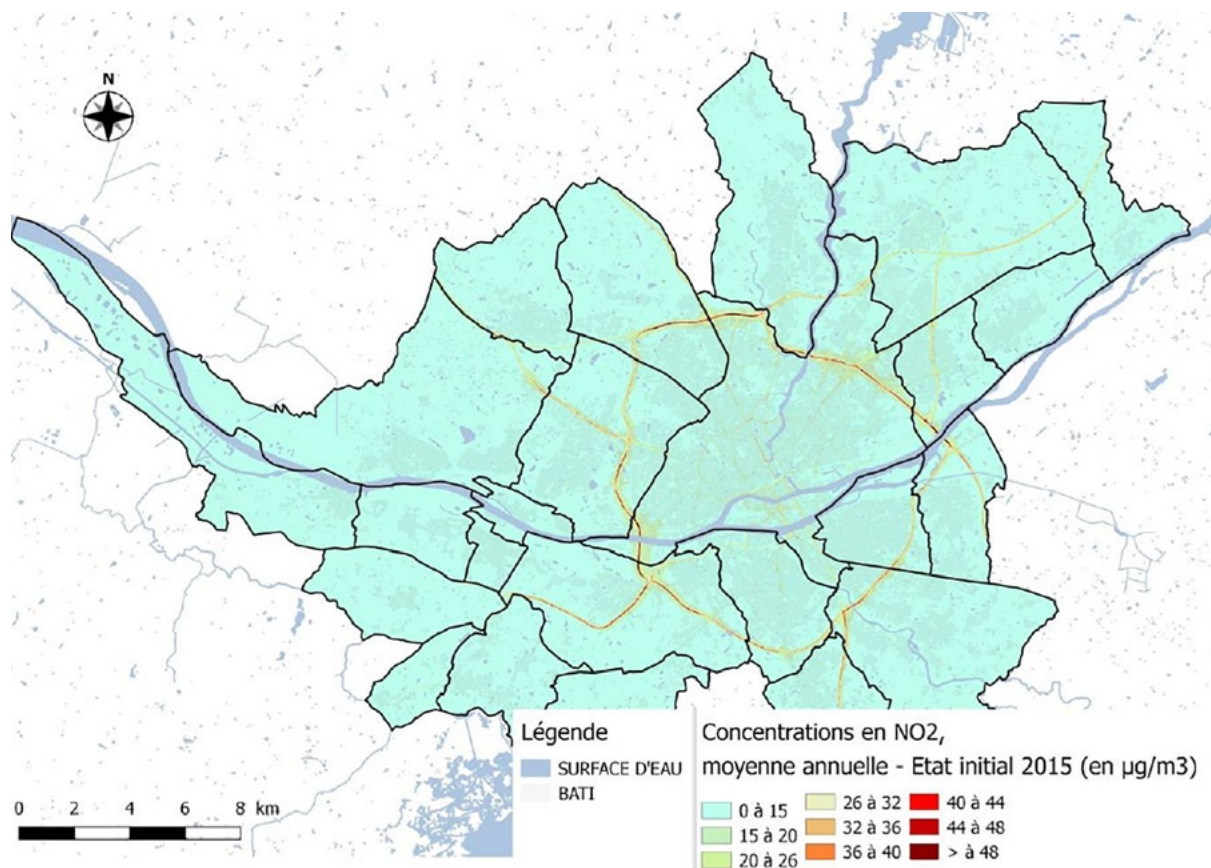 N
N
Légende
SURFACE D'EAU
BATI
Concentrations en NO2,
moyenne annuelle - Etat initial 2015 (en µg/m3)
0 à 15
15 à 20
20 à 26
26 à 32
32 à 36
36 à 40
40 à 44
44 à 48
> à 48
0 2 4 6 8 km